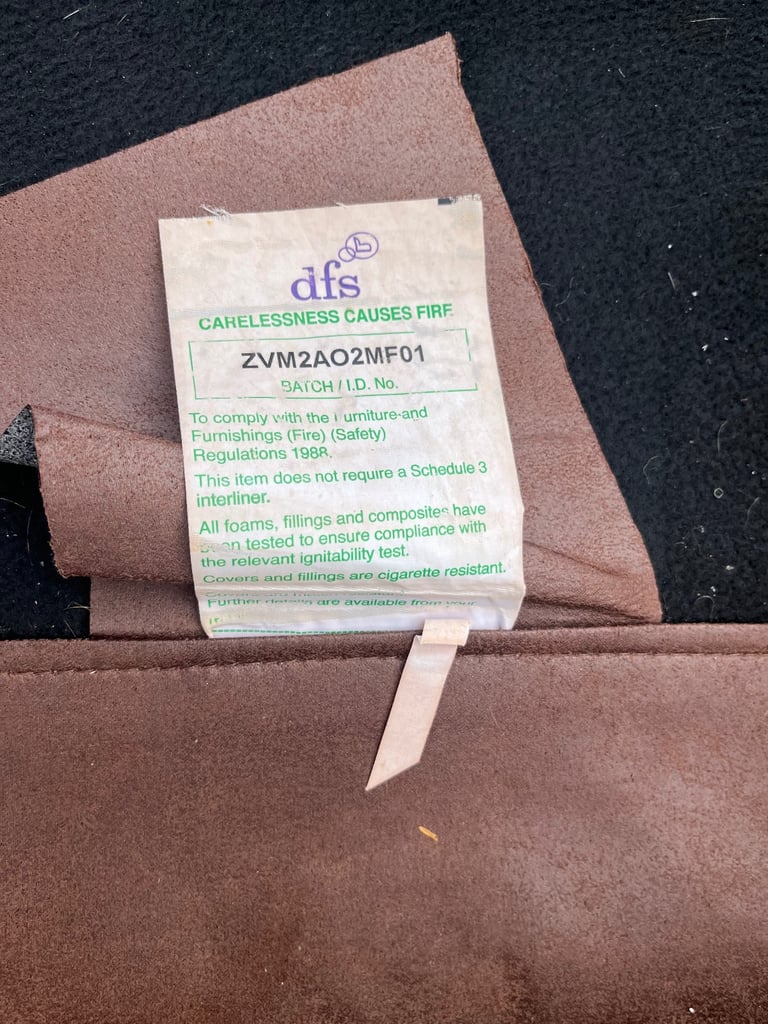 dfs
CARELESSNESS CAUSES FIRE
ZVM2AO2MF01
BATCH / I.D. No.
To comply with the Furniture and
Furnishings (Fire) (Safety)
Regulations 1988.
This item does not require a Schedule 3
interliner.
All foams, fillings and composites have
been tested to ensure compliance with
the relevant ignitability test.
Covers and fillings are cigarette resistant.
Covers are
Further details are available from your